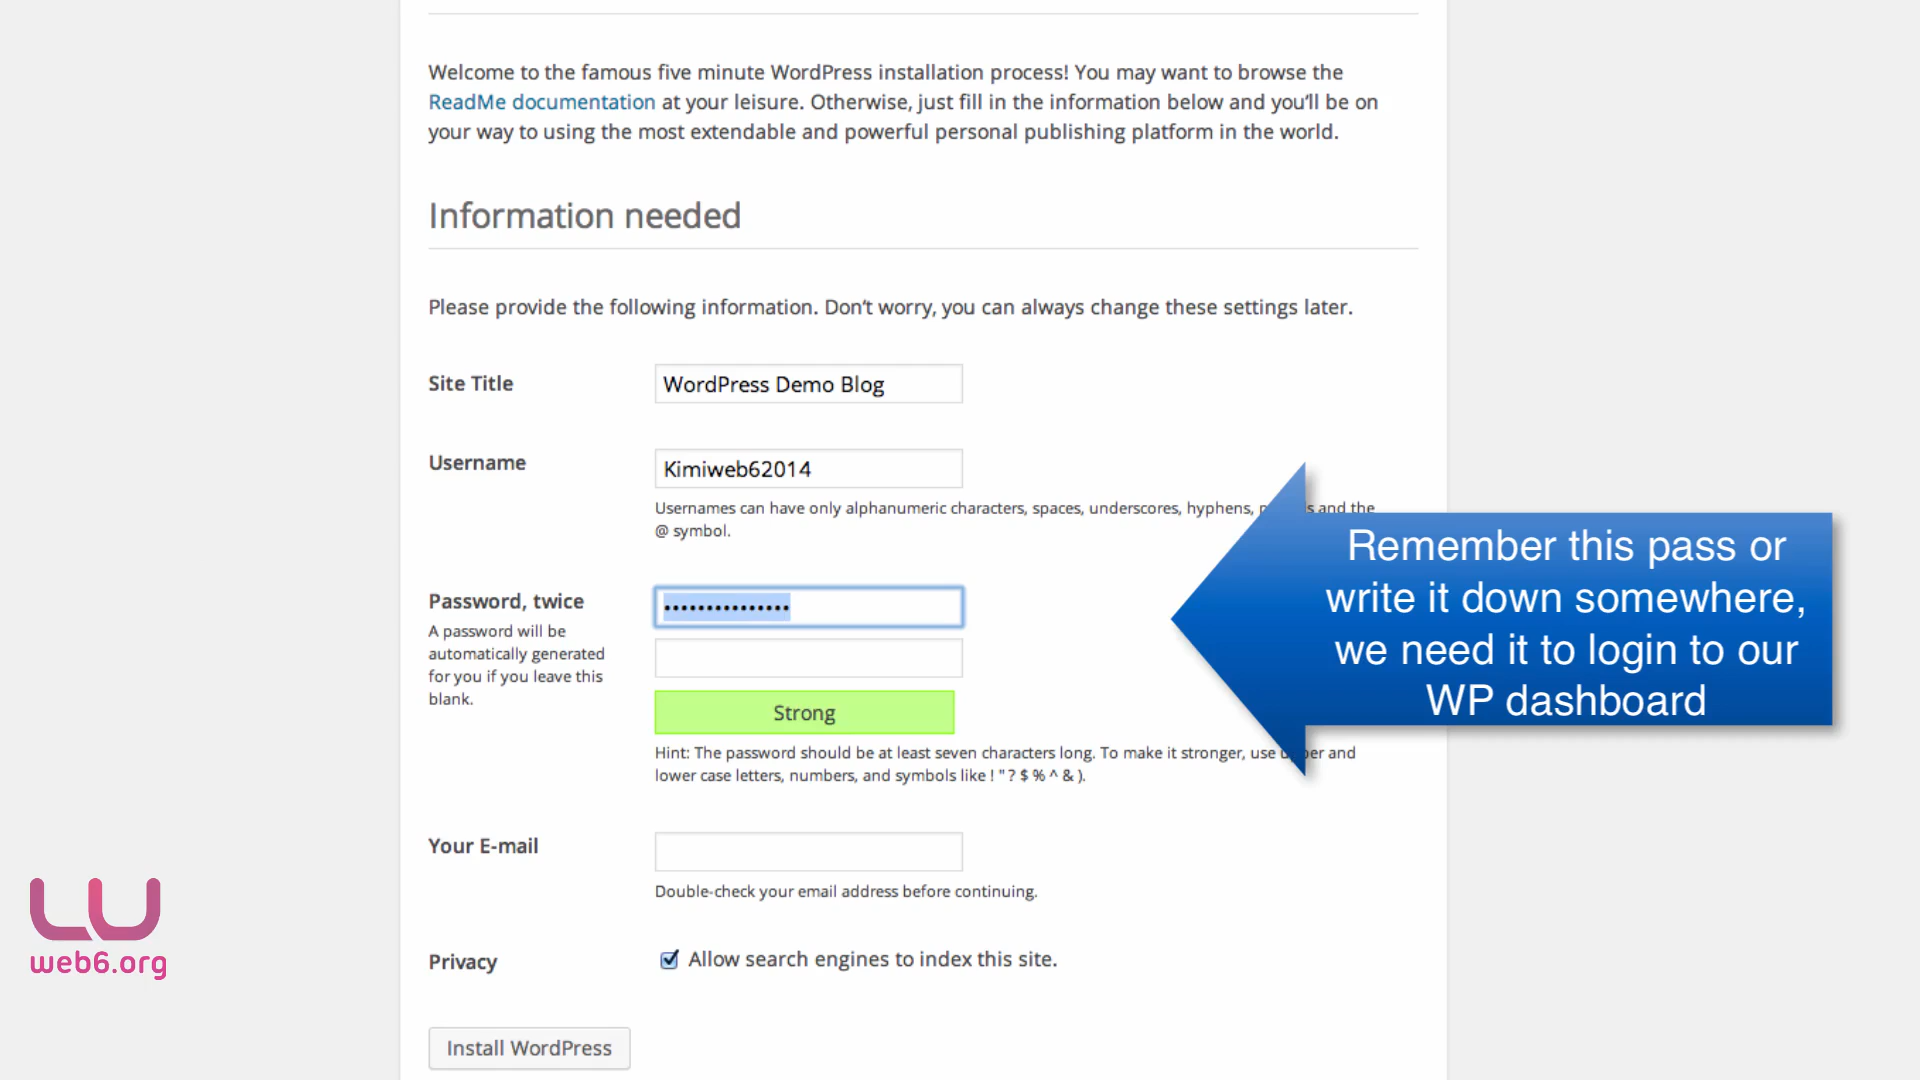 Welcome to the famous five minute WordPress installation process! You may want to browse the
ReadMe documentation at your leisure. Otherwise, just fill in the information below and you'll be on
your way to using the most extendable and powerful personal publishing platform in the world.
Information needed
Please provide the following information. Don't worry, you can always change these settings later.
Site Title
WordPress Demo Blog
Username
Kimiweb62014
Usernames can have only alphanumeric characters, spaces, underscores, hyphens, and the
@ symbol.
Password, twice
•••••••••••••••
A password will be
automatically generated
for you if you leave this
blank.
Strong
Hint: The password should be at least seven characters long. To make it stronger, use and
lower case letters, numbers, and symbols like ! " ? $ % ^ & ).
Remember this pass or
write it down somewhere,
we need it to login to our
WP dashboard
Your E-mail
Double-check your email address before continuing.
Privacy
Allow search engines to index this site.
Install WordPress
web6.org